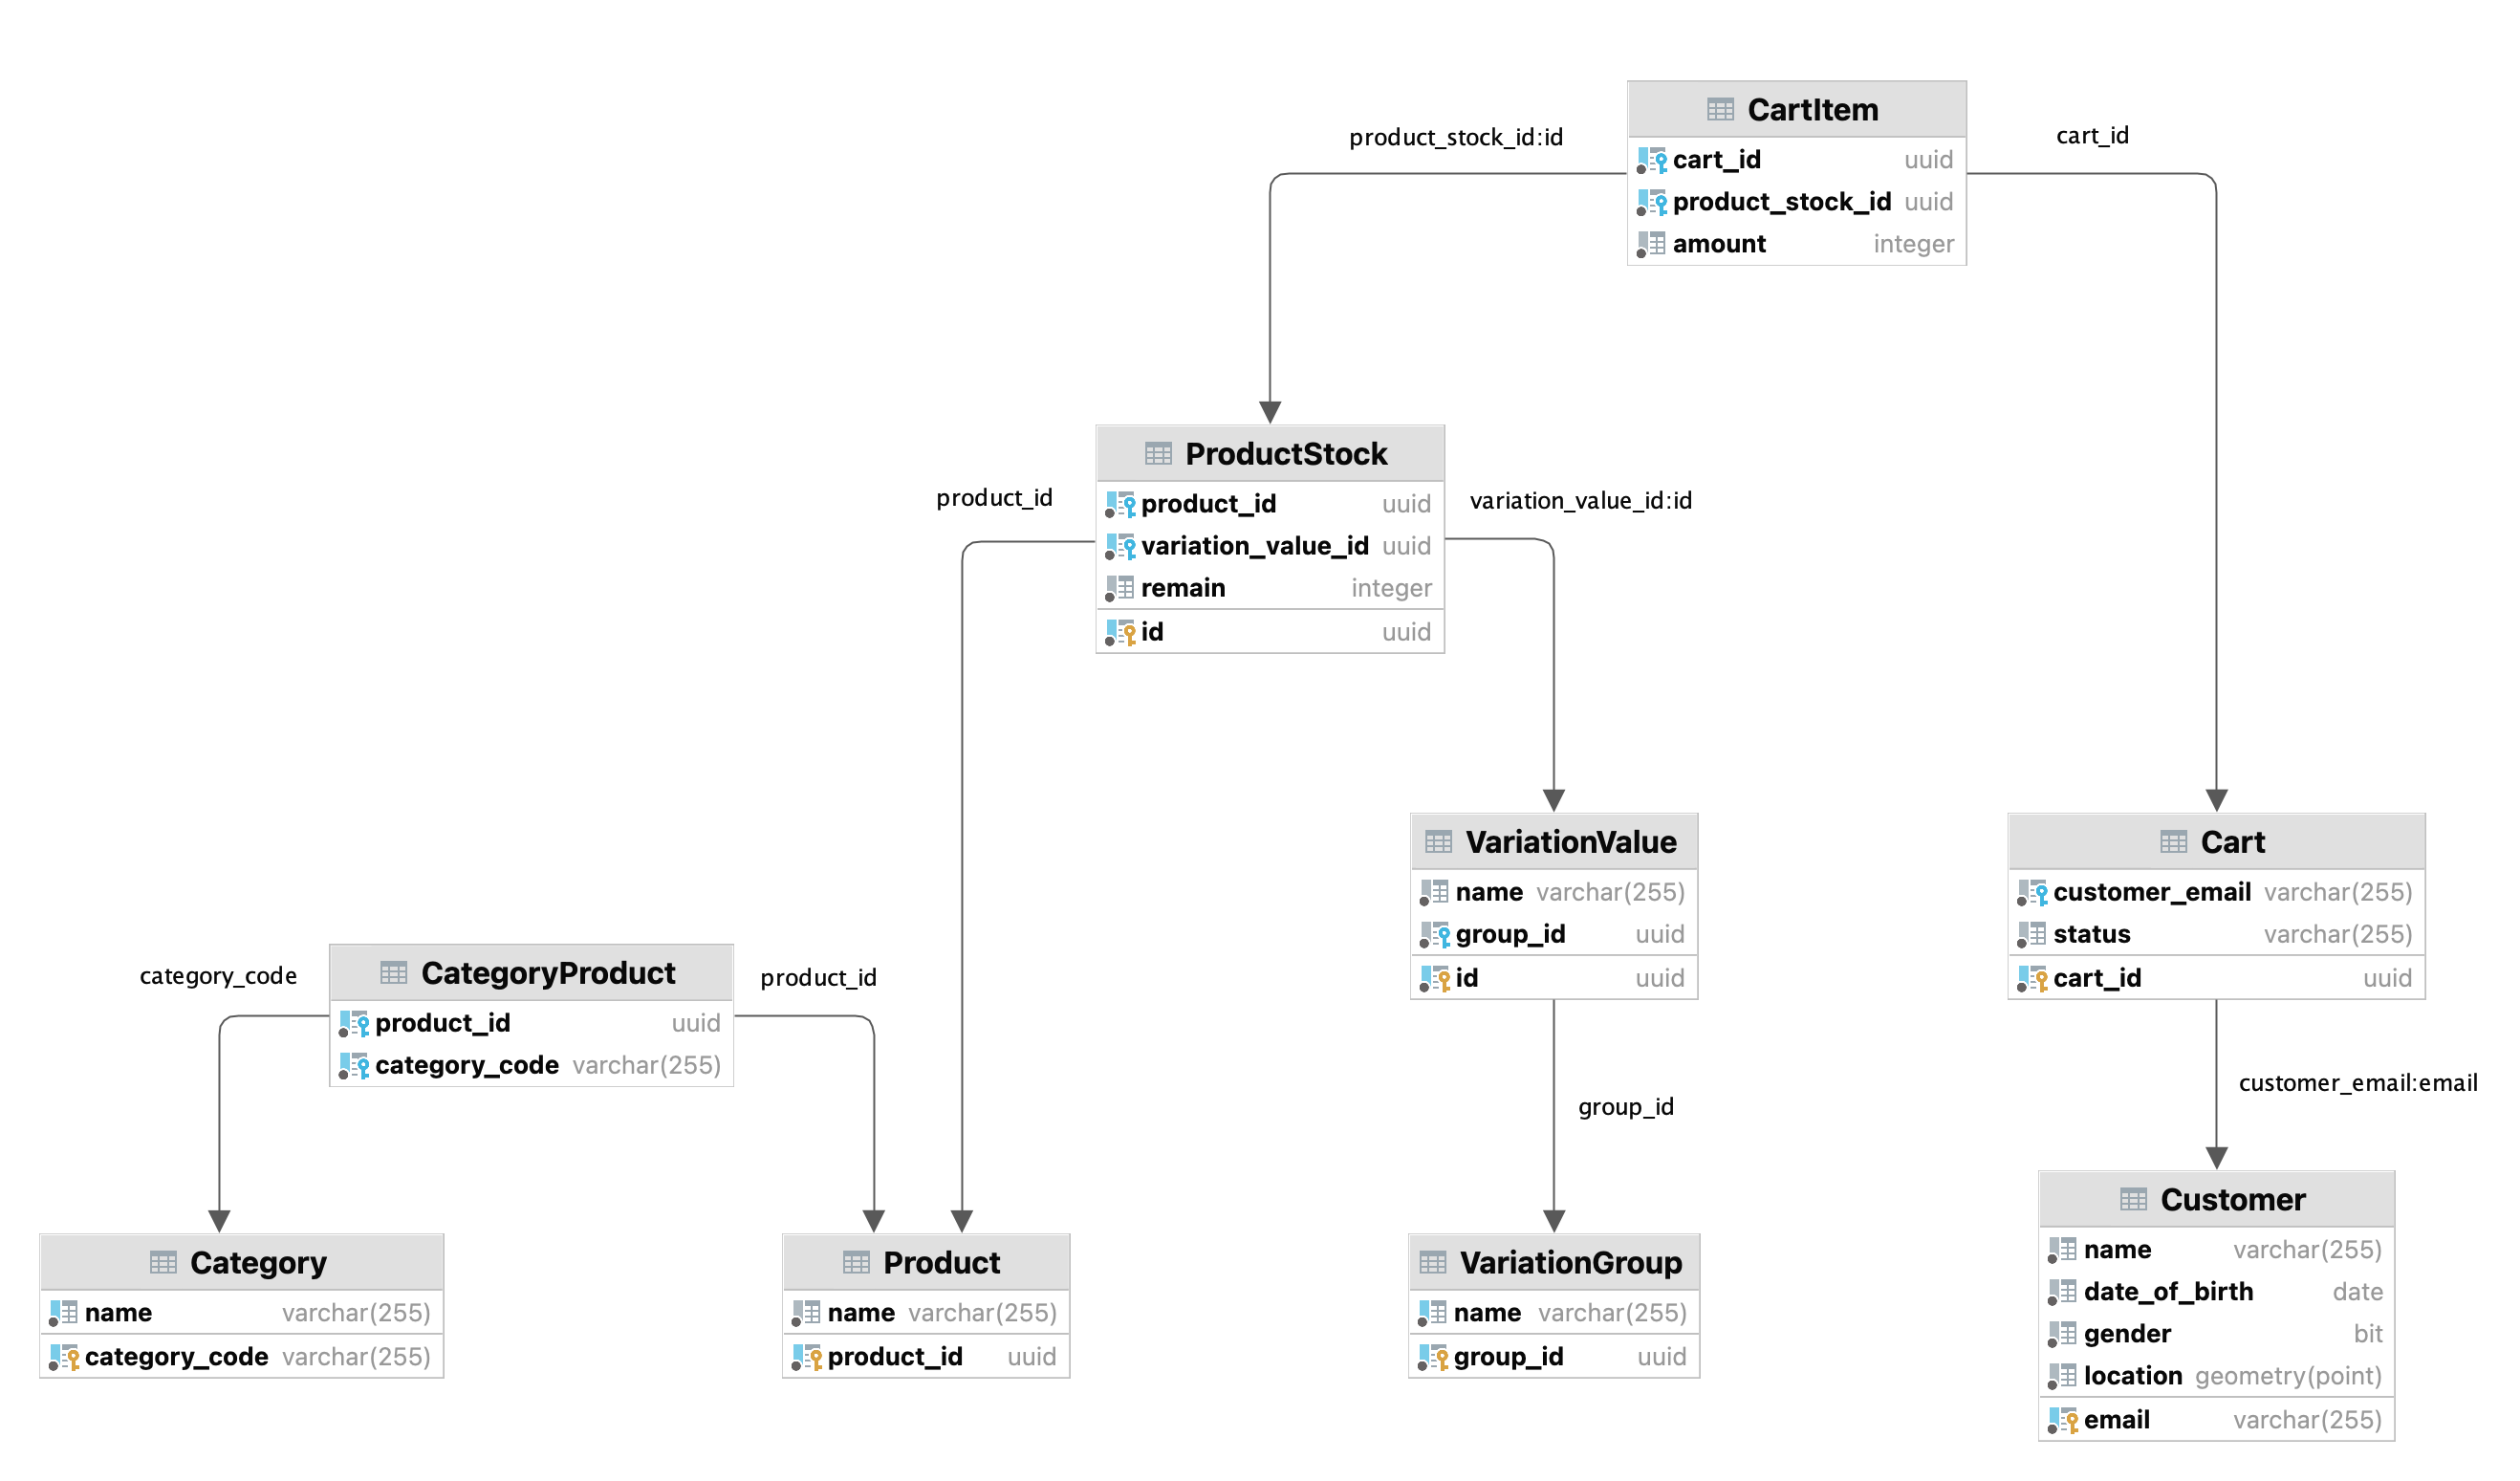 CartItem
cart_id uuid
product_stock_id uuid
amount integer
product_stock_id:id
cart_id
ProductStock
product_id uuid
variation_value_id uuid
remain integer
id uuid
product_id
variation_value_id:id
VariationValue
name varchar(255)
group_id uuid
id uuid
Cart
customer_email varchar(255)
status varchar(255)
cart_id uuid
CategoryProduct
product_id uuid
category_code varchar(255)
category_code
product_id
group_id
customer_email:email
Category
name varchar(255)
category_code varchar(255)
Product
name varchar(255)
product_id uuid
VariationGroup
name varchar(255)
group_id uuid
Customer
name varchar(255)
date_of_birth date
gender bit
location geometry(point)
email varchar(255)